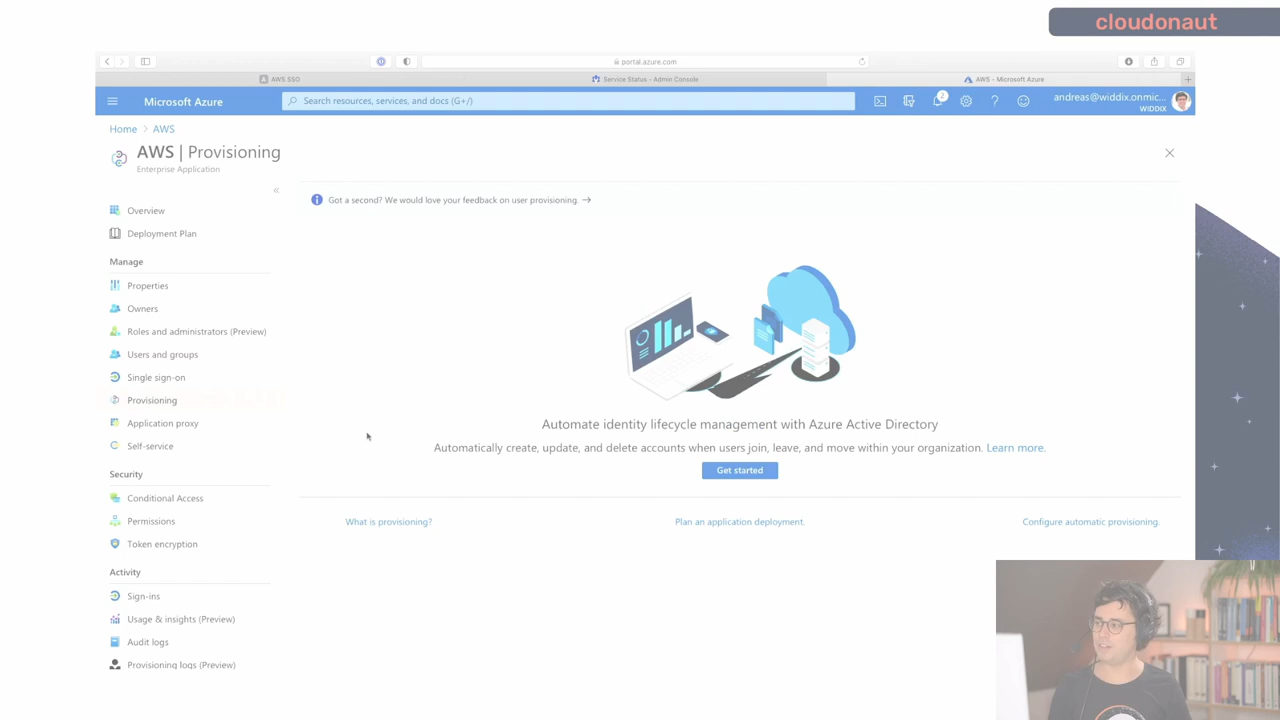 cloudonaut
portal.azure.com
AWS SSO
Service Status - Admin Console
AWS - Microsoft Azure
Microsoft Azure
Search resources, services, and docs (G+/)
2
andreas@widdix.onmic...
WIDDIX
Home > AWS
AWS | Provisioning
Enterprise Application
«
Got a second? We would love your feedback on user provisioning. →
Overview
Deployment Plan
Manage
Properties
Owners
Roles and administrators (Preview)
Users and groups
Single sign-on
Provisioning
Application proxy
Self-service
Security
Conditional Access
Permissions
Token encryption
Activity
Sign-ins
Usage & insights (Preview)
Audit logs
Provisioning logs (Preview)
Automate identity lifecycle management with Azure Active Directory
Automatically create, update, and delete accounts when users join, leave, and move within your organization. Learn more.
Get started
What is provisioning?
Plan an application deployment.
Configure automatic provisioning.